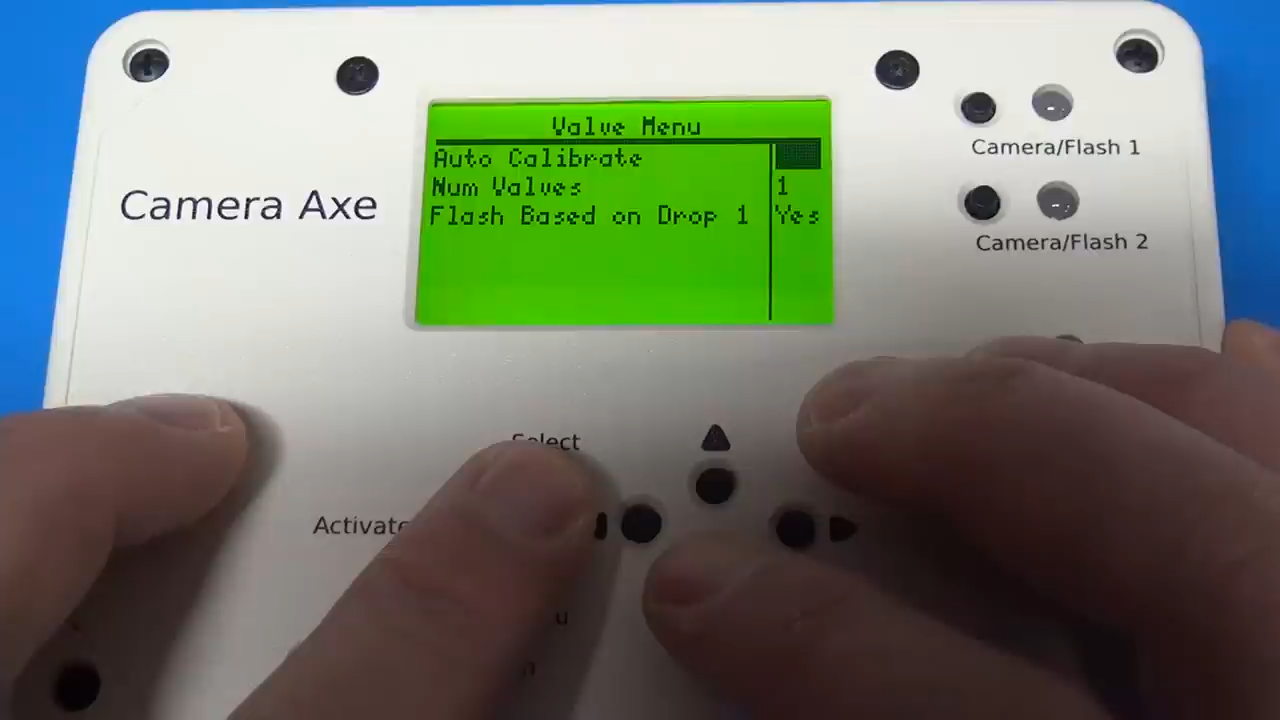 Valve Menu
Auto Calibrate
Num Valves 1
Flash Based on Drop 1 Yes
Camera Axe
Camera/Flash 1
Camera/Flash 2
Select
Activate
u